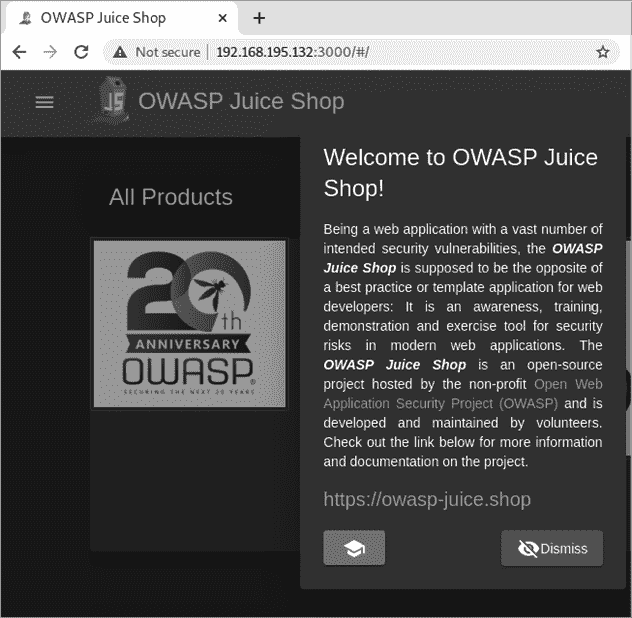 OWASP Juice Shop
Not secure | 192.168.195.132:3000/#/
JS
OWASP Juice Shop
Welcome to OWASP Juice
Shop!
All Products
Being a web application with a vast number of
intended security vulnerabilities, the OWASP
Juice Shop is supposed to be the opposite of
a best practice or template application for web
developers: It is an awareness, training,
demonstration and exercise tool for security
risks in modern web applications. The
OWASP Juice Shop is an open-source
project hosted by the non-profit Open Web
Application Security Project (OWASP) and is
developed and maintained by volunteers.
Check out the link below for more information
and documentation on the project.
https://owasp-juice.shop
Dismiss
20th
ANNIVERSARY
OWASP®
SECURING THE NEXT 20 YEARS